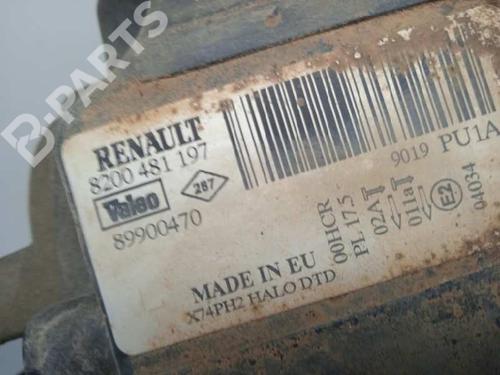 B-PARTS
RENAULT
8200 481 197
Valeo
287
89900470
MADE IN EU
X74PH2 HALO DTD
9019 PU1A
00HCR
PL 175
02A
011a
E2
04034